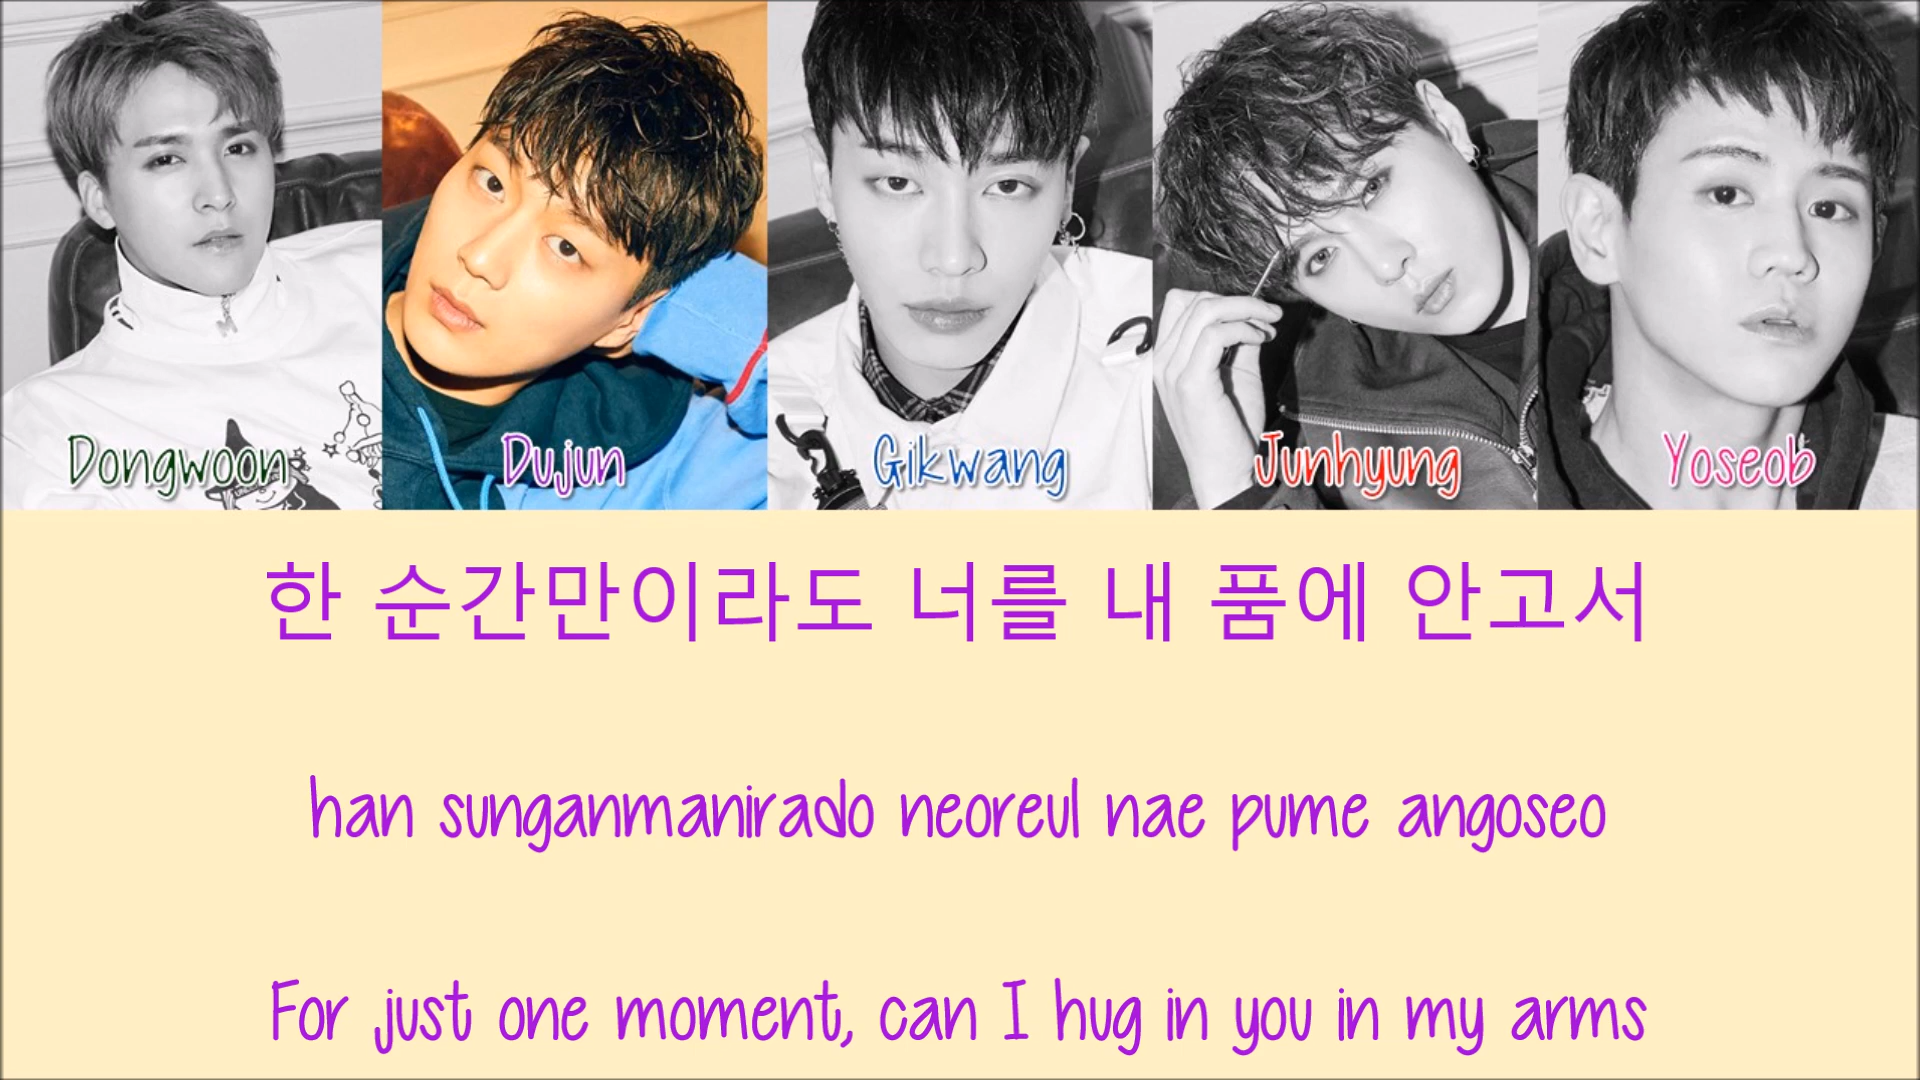 Dongwoon Dujun Gikwang Junhyung Yoseob
한 순간만이라도 너를 내 품에 안고서
han sunganmanirado neoreul nae pume angoseo
For just one moment, can I hug in you in my arms